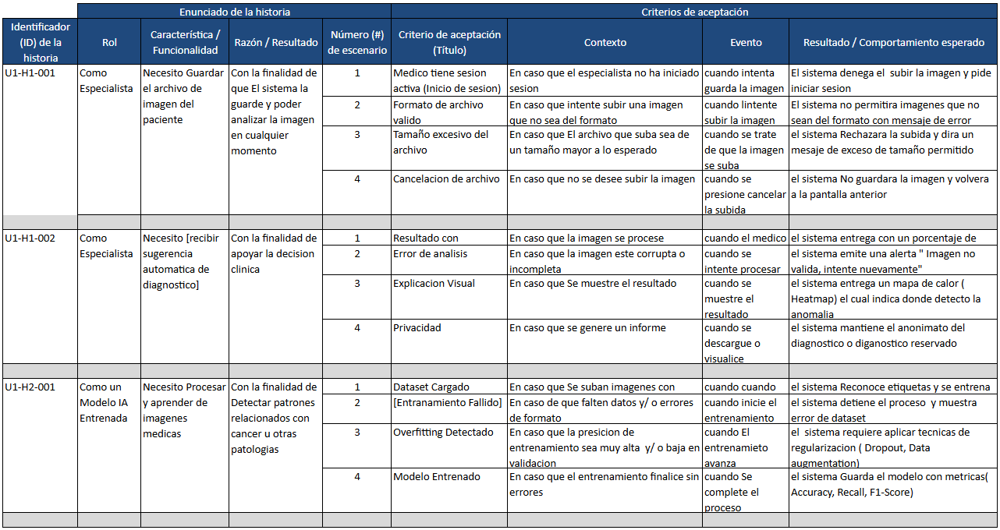 Enunciado de la historia
Criterios de aceptación
Identificador
(ID) de la
historia
Rol
Característica /
Funcionalidad
Razón / Resultado
Número (#)
de escenario
Criterio de aceptación
(Título)
Contexto
Evento
Resultado / Comportamiento esperado
U1-H1-001
Como
Especialista
Necesito Guardar
el archivo de
imagen del
paciente
Con la finalidad de
que El sistema la
guarde y poder
analizar la imagen
en cualquier
momento
1
Medico tiene sesion
activa (Inicio de sesion)
En caso que el especialista no ha iniciado
sesion
cuando intenta
guarda la imagen
El sistema denega el subir la imagen y pide
iniciar sesion
2
Formato de archivo
valido
En caso que intente subir una imagen
que no sea del formato
cuando lintente
subir la imagen
El sistema no permitira imagenes que no
sean del formato con mensaje de error
3
Tamaño excesivo del
archivo
En caso que El archivo que suba sea de
un tamaño mayor a lo esperado
cuando se trate
de que la imagen
se suba
el sistema Rechazara la subida y dira un
mesaje de exceso de tamaño permitido
4
Cancelacion de archivo
En caso que no se desee subir la imagen
cuando se
presione cancelar
la subida
el sistema No guardara la imagen y volvera
a la pantalla anterior
U1-H1-002
Como
Especialista
Necesito [recibir
sugerencia
automatica de
diagnostico]
Con la finalidad de
apoyar la decision
clinica
1
Resultado con
En caso que la imagen se procese
cuando el medico
el sistema entrega con un porcentaje de
2
Error de analisis
En caso que la imagen este corrupta o
incompleta
cuando se
intente procesar
el sistema emite una alerta " Imagen no
valida, intente nuevamente"
3
Explicacion Visual
En caso que Se muestre el resultado
cuando se
muestre el
resultado
el sistema entrega un mapa de calor (
Heatmap) el cual indica donde detecto la
anomalia
4
Privacidad
En caso que se genere un informe
cuando se
descargue o
visualice
el sistema mantiene el anonimato del
diagnostico o diganostico reservado
U1-H2-001
Como un
Modelo IA
Entrenada
Necesito Procesar
y aprender de
imagenes
medicas
Con la finalidad de
Detectar patrones
relacionados con
cancer u otras
patologias
1
Dataset Cargado
En caso que Se suban imagenes con
cuando cuando
el sistema Reconoce etiquetas y se entrena
2
[Entranamiento Fallido]
En caso de que falten datos y/ o errores
de formato
cuando inicie el
entrenamiento
el sistema detiene el proceso y muestra
error de dataset
3
Overfitting Detectado
En caso que la presicion de
entrenamiento sea muy alta y/ o baja en
validacion
cuando El
entrenamieto
avanza
el sistema requiere aplicar tecnicas de
regularizacion ( Dropout, Data
augmentation)
4
Modelo Entrenado
En caso que el entrenamiento finalice sin
errores
cuando Se
complete el
proceso
el sistema Guarda el modelo con metricas(
Accuracy, Recall, F1-Score)